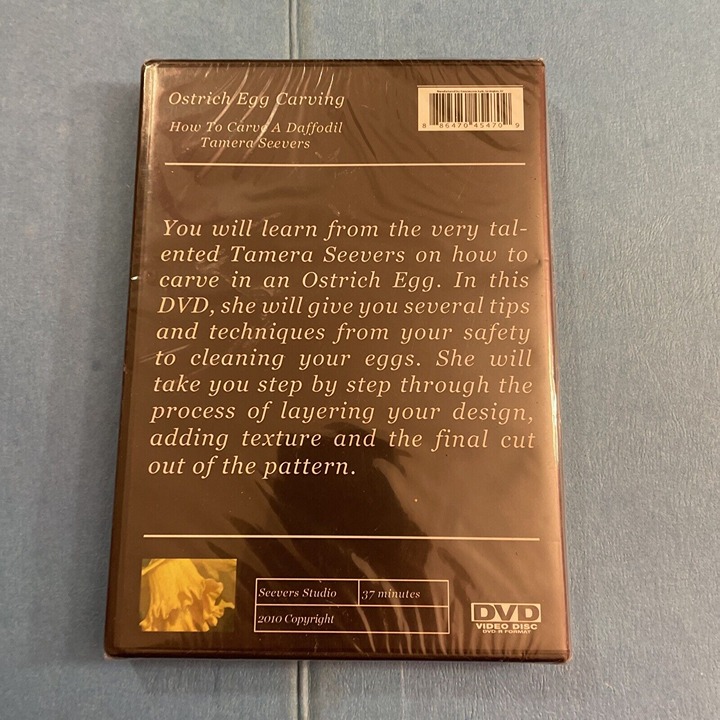 Ostrich Egg Carving
How To Carve A Daffodil
Tamera Seevers
8 86470 45470 9
You will learn from the very tal-
ented Tamera Seevers on how to
carve in an Ostrich Egg. In this
DVD, she will give you several tips
and techniques from your safety
to cleaning your eggs. She will
take you step by step through the
process of layering your design,
adding texture and the final cut
out of the pattern.
Seevers Studio
37 minutes
2010 Copyright
DVD
VIDEO DISC
DVD-R FORMAT